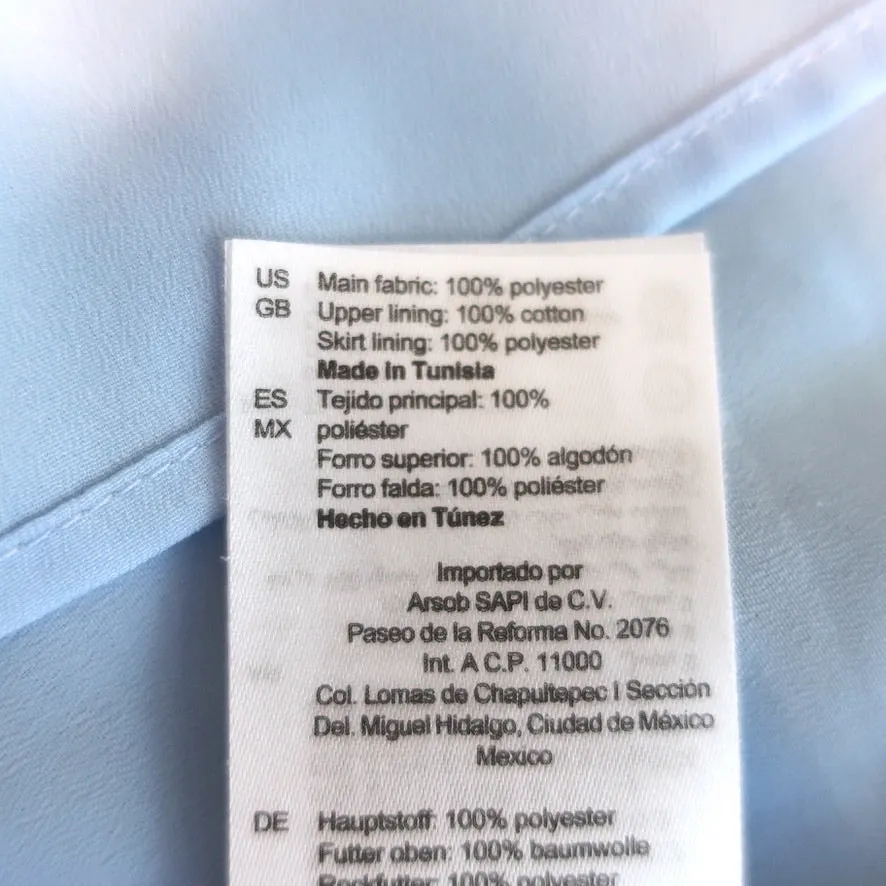 US Main fabric: 100% polyester
GB Upper lining: 100% cotton
Skirt lining: 100% polyester
Made in Tunisia
ES Tejido principal: 100%
MX poliéster
Forro superior: 100% algodón
Forro falda: 100% poliéster
Hecho en Túnez
Importado por
Arsob SAPI de C.V.
Paseo de la Reforma No. 2076
Int. A C.P. 11000
Col. Lomas de Chapultepec I Sección
Del. Miguel Hidalgo, Ciudad de México
Mexico
DE Hauptstoff: 100% polyester
Futter oben: 100% baumwolle
Rockfutter: 100% polyester